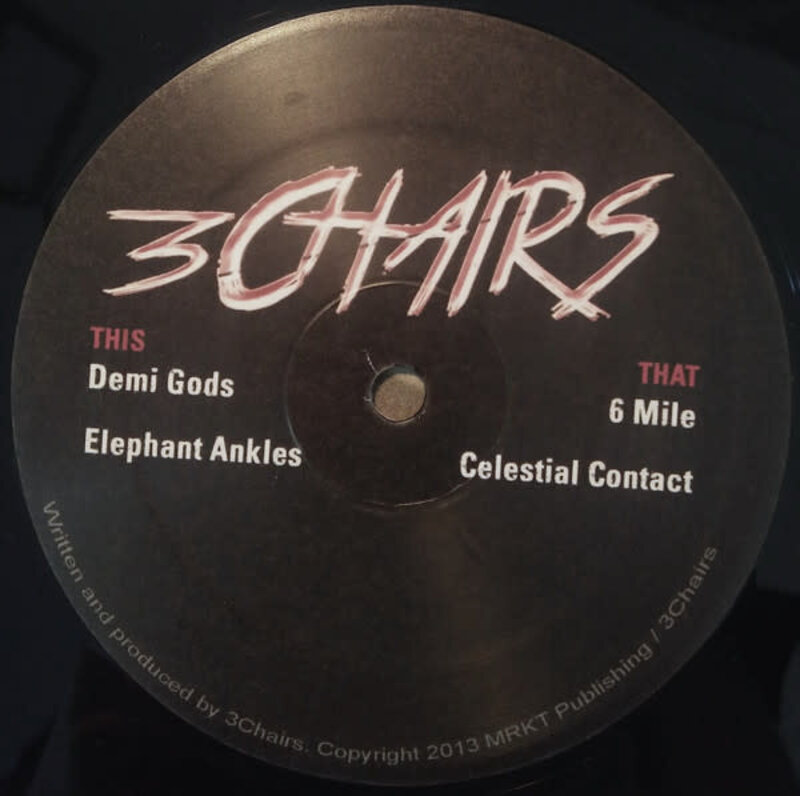 3CHAIRS
THIS
Demi Gods
Elephant Ankles
THAT
6 Mile
Celestial Contact
Written and produced by 3Chairs. Copyright 2013 MRKT Publishing / 3Chairs